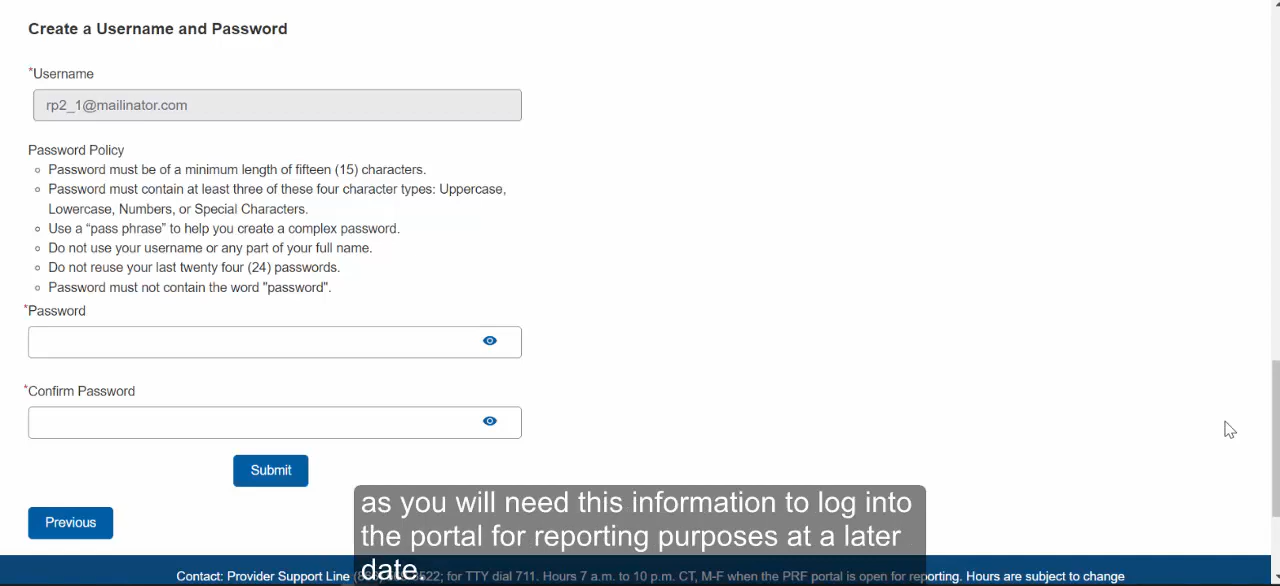 Create a Username and Password
*Username
rp2_1@mailinator.com
Password Policy
Password must be of a minimum length of fifteen (15) characters.
Password must contain at least three of these four character types: Uppercase,
Lowercase, Numbers, or Special Characters.
Use a “pass phrase” to help you create a complex password.
Do not use your username or any part of your full name.
Do not reuse your last twenty four (24) passwords.
Password must not contain the word "password".
*Password
*Confirm Password
Submit
Previous
as you will need this information to log into
the portal for reporting purposes at a later
date.
Contact: Provider Support Line 522; for TTY dial 711. Hours 7 a.m. to 10 p.m. CT, M-F when the PRF portal is open for reporting. Hours are subject to change